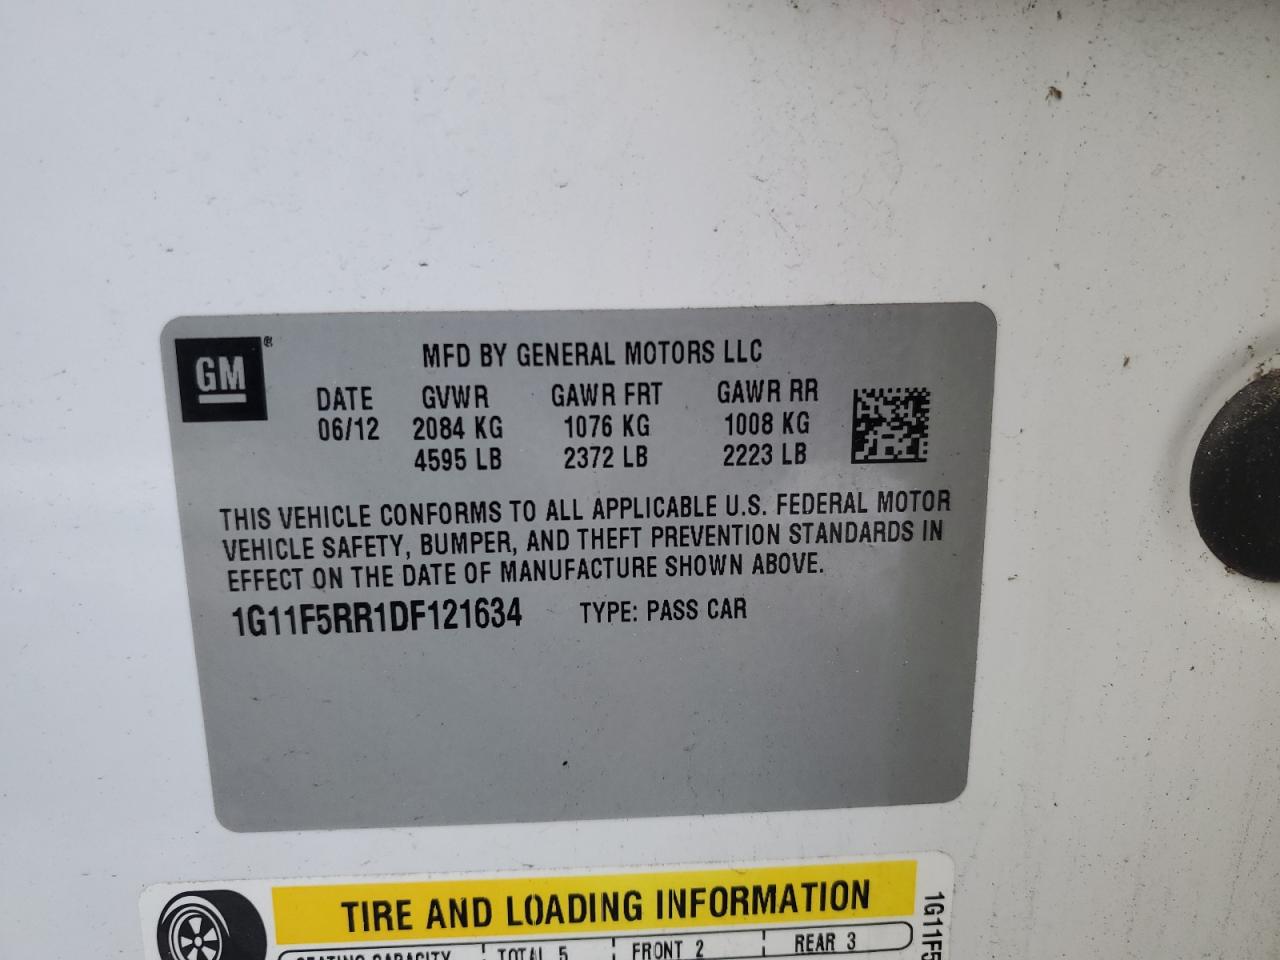 GM ®
MFD BY GENERAL MOTORS LLC
DATE GVWR GAWR FRT GAWR RR
06/12 2084 KG 1076 KG 1008 KG
4595 LB 2372 LB 2223 LB
THIS VEHICLE CONFORMS TO ALL APPLICABLE U.S. FEDERAL MOTOR
VEHICLE SAFETY, BUMPER, AND THEFT PREVENTION STANDARDS IN
EFFECT ON THE DATE OF MANUFACTURE SHOWN ABOVE.
1G11F5RR1DF121634 TYPE: PASS CAR
TIRE AND LOADING INFORMATION
SEATING CAPACITY TOTAL 5 FRONT 2 REAR 3
1G11F5